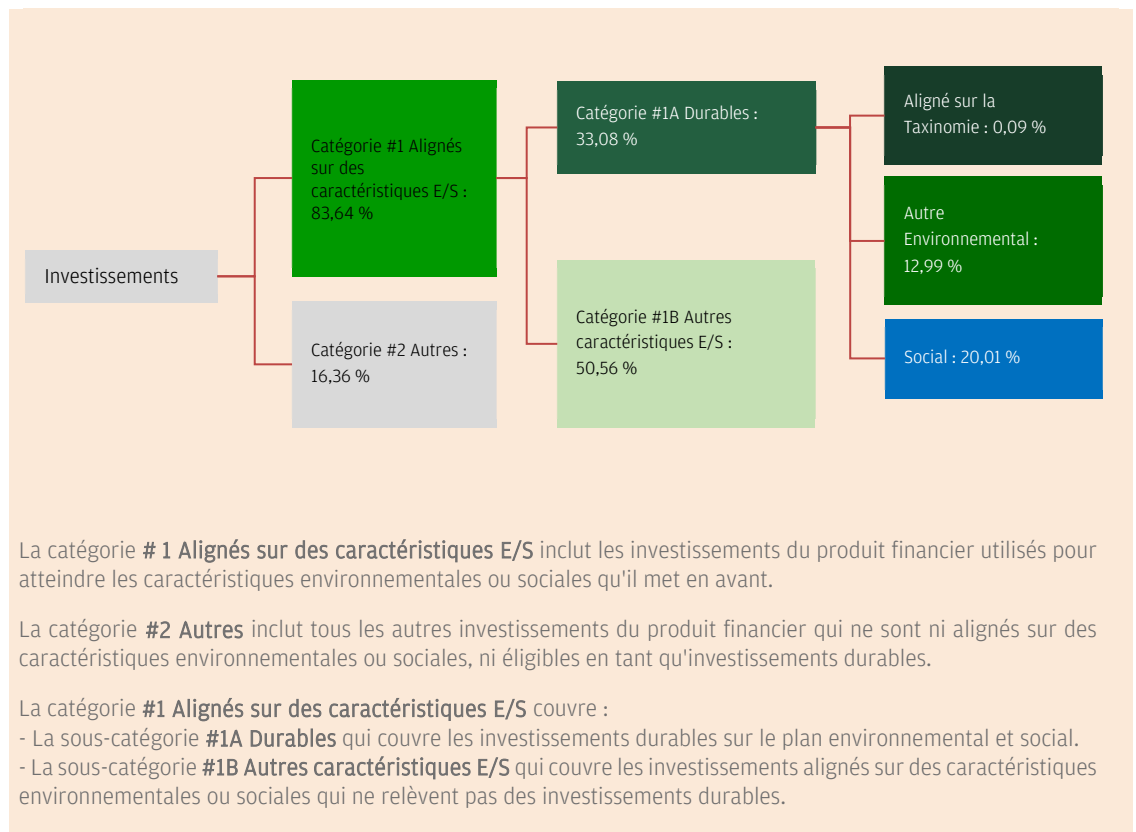 Investissements
Catégorie #1 Alignés
sur des
caractéristiques E/S :
83,64 %
Catégorie #2 Autres :
16,36 %
Catégorie #1A Durables :
33,08 %
Catégorie #1B Autres
caractéristiques E/S :
50,56 %
Aligné sur la
Taxinomie : 0,09 %
Autre
Environnemental :
12,99 %
Social : 20,01 %
La catégorie # 1 Alignés sur des caractéristiques E/S inclut les investissements du produit financier utilisés pour
atteindre les caractéristiques environnementales ou sociales qu'il met en avant.
La catégorie #2 Autres inclut tous les autres investissements du produit financier qui ne sont ni alignés sur des
caractéristiques environnementales ou sociales, ni éligibles en tant qu'investissements durables.
La catégorie #1 Alignés sur des caractéristiques E/S couvre :
- La sous-catégorie #1A Durables qui couvre les investissements durables sur le plan environnemental et social.
- La sous-catégorie #1B Autres caractéristiques E/S qui couvre les investissements alignés sur des caractéristiques
environnementales ou sociales qui ne relèvent pas des investissements durables.